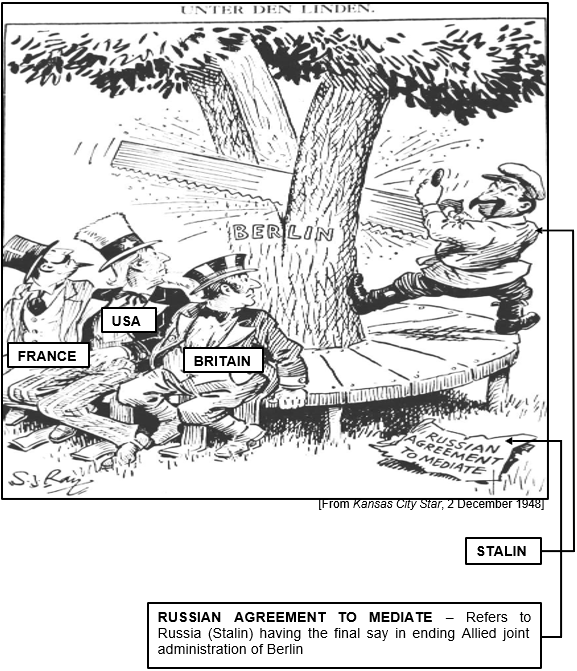 UNTER DEN LINDEN.
BERLIN
USA
FRANCE
BRITAIN
RUSSIAN
AGREEMENT
TO MEDIATE
S.J. Ray
[From Kansas City Star, 2 December 1948]
STALIN
RUSSIAN AGREEMENT TO MEDIATE – Refers to
Russia (Stalin) having the final say in ending Allied joint
administration of Berlin